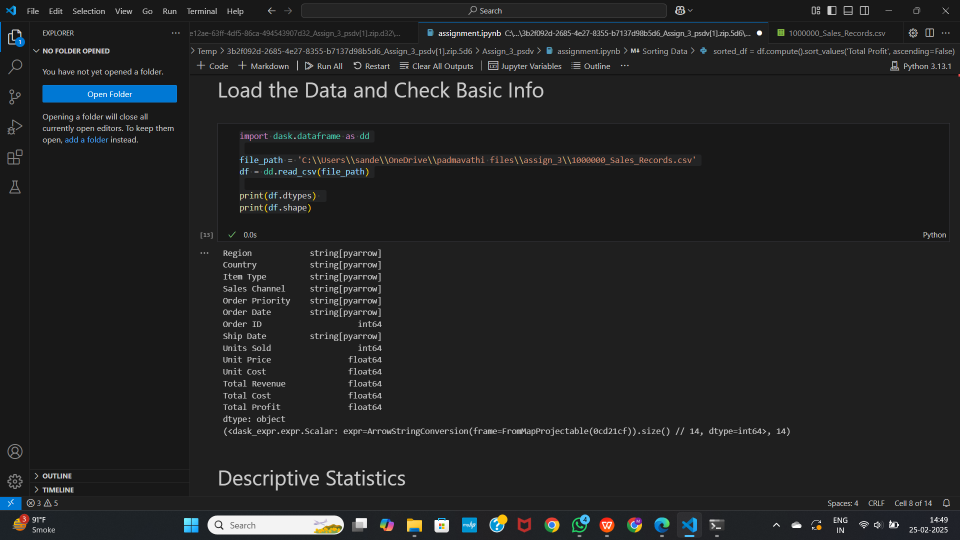 File Edit Selection View Go Run Terminal Help
Search
EXPLORER
e12ae-63ff-4df5-86ca-494543907d32_Assign_3_psdv[1].zip.d32\...
assignment.ipynb C:\...\3b2f092d-2685-4e27-8355-b7137d98b5d6_Assign_3_psdv[1].zip.5d6\...
1000000_Sales_Records.csv
NO FOLDER OPENED
> Temp > 3b2f092d-2685-4e27-8355-b7137d98b5d6_Assign_3_psdv[1].zip.5d6 > Assign_3_psdv > assignment.ipynb > Sorting Data > sorted_df = df.compute().sort_values('Total Profit', ascending=False)
+ Code + Markdown Run All Restart Clear All Outputs Jupyter Variables Outline ... Python 3.13.1
You have not yet opened a folder.
Open Folder
Opening a folder will close all
currently open editors. To keep them
open, add a folder instead.
Load the Data and Check Basic Info
import dask.dataframe as dd
file_path = 'C:\\Users\\sande\\OneDrive\\padmavathi files\\assign_3\\1000000_Sales_Records.csv'
df = dd.read_csv(file_path)
print(df.dtypes)
print(df.shape)
[13] 0.0s Python
Region string[pyarrow]
Country string[pyarrow]
Item Type string[pyarrow]
Sales Channel string[pyarrow]
Order Priority string[pyarrow]
Order Date string[pyarrow]
Order ID int64
Ship Date string[pyarrow]
Units Sold int64
Unit Price float64
Unit Cost float64
Total Revenue float64
Total Cost float64
Total Profit float64
dtype: object
(<dask_expr.expr.Scalar: expr=ArrowStringConversion(frame=FromMapProjectable(0cd21cf)).size() // 14, dtype=int64>, 14)
Descriptive Statistics
OUTLINE
TIMELINE
3 5
Spaces: 4 CRLF Cell 8 of 14
91°F
Smoke
Search
ENG
IN
14:49
25-02-2025